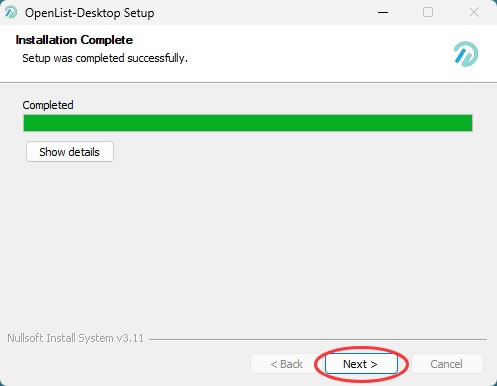 OpenList-Desktop Setup
Installation Complete
Setup was completed successfully.
Completed
Show details
Nullsoft Install System v3.11
< Back
Next >
Cancel